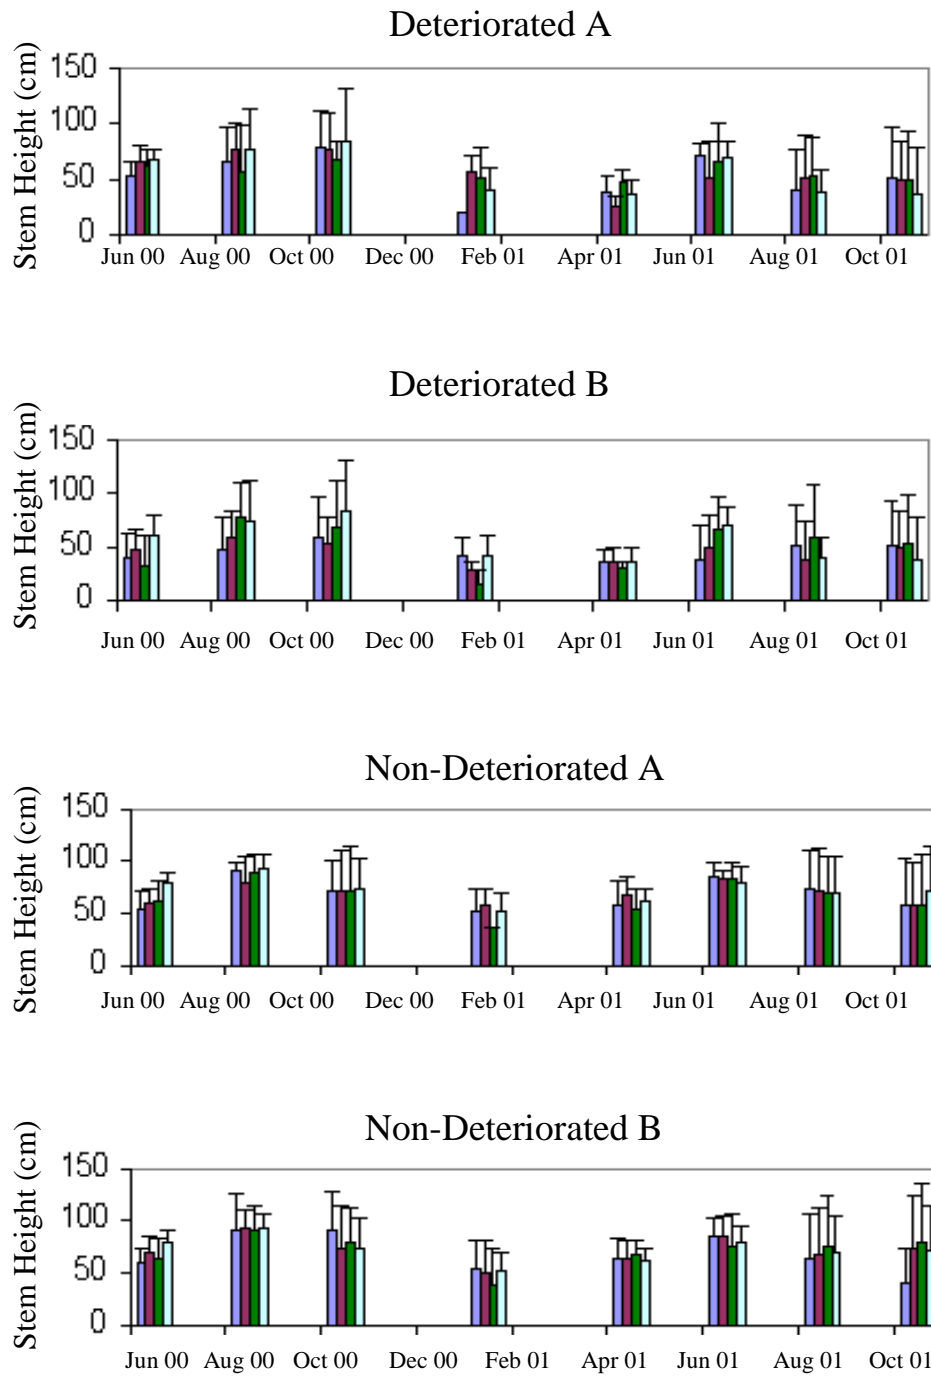 Deteriorated A
Stem Height (cm)
150
100
50
0
Jun 00 Aug 00 Oct 00 Dec 00 Feb 01 Apr 01 Jun 01 Aug 01 Oct 01
Deteriorated B
Stem Height (cm)
150
100
50
0
Jun 00 Aug 00 Oct 00 Dec 00 Feb 01 Apr 01 Jun 01 Aug 01 Oct 01
Non-Deteriorated A
Stem Height (cm)
150
100
50
0
Jun 00 Aug 00 Oct 00 Dec 00 Feb 01 Apr 01 Jun 01 Aug 01 Oct 01
Non-Deteriorated B
Stem Height (cm)
150
100
50
0
Jun 00 Aug 00 Oct 00 Dec 00 Feb 01 Apr 01 Jun 01 Aug 01 Oct 01